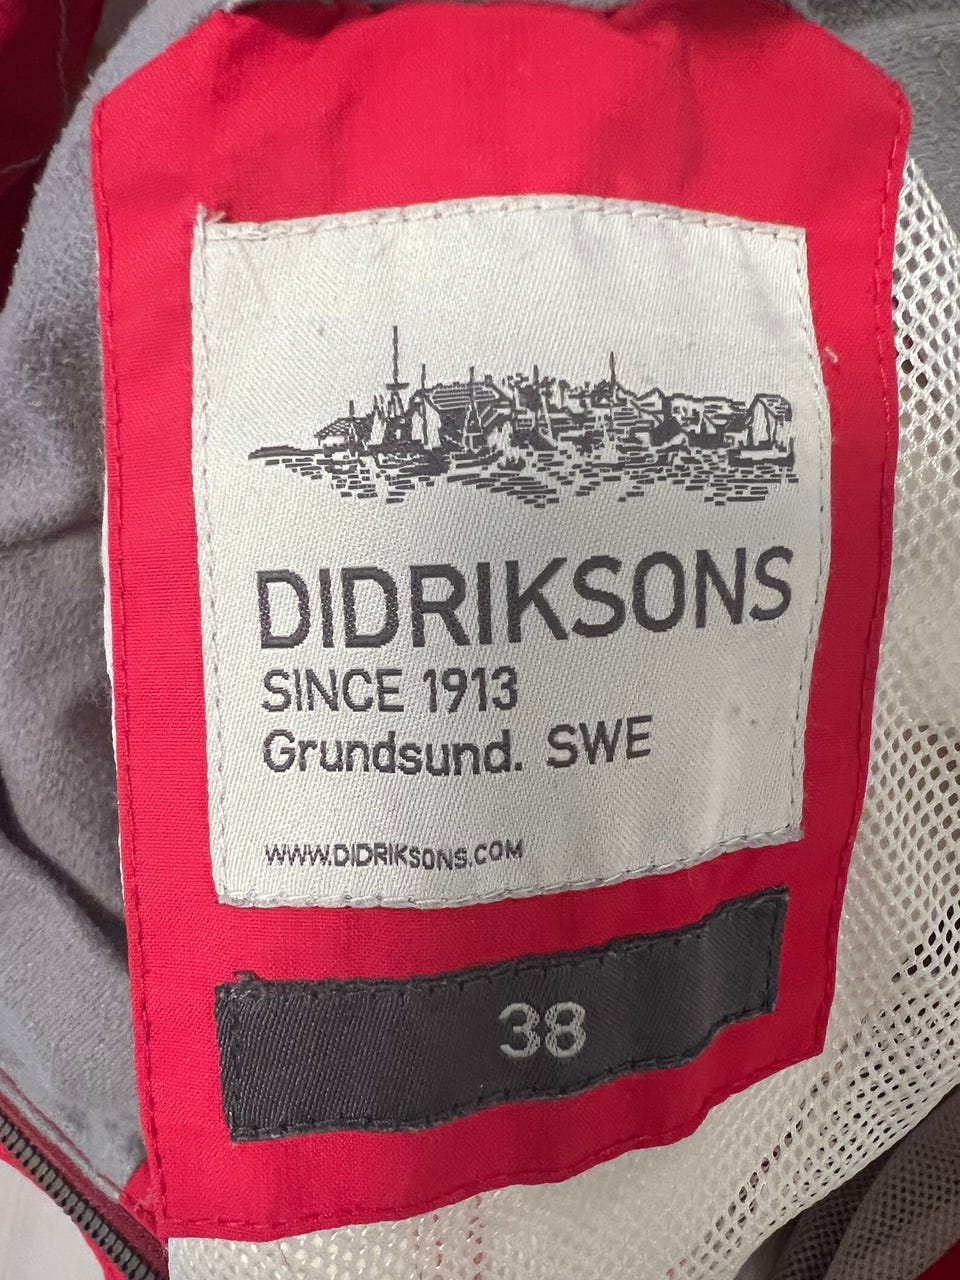 DIDRIKSONS
SINCE 1913
Grundsund. SWE
WWW.DIDRIKSONS.COM
38